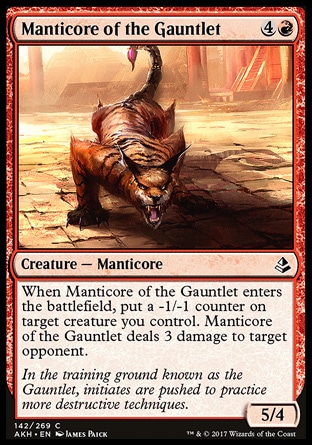 Manticore of the Gauntlet 4
Creature — Manticore
When Manticore of the Gauntlet enters
the battlefield, put a -1/-1 counter on
target creature you control. Manticore
of the Gauntlet deals 3 damage to target
opponent.
In the training ground known as the
Gauntlet, initiates are pushed to practice
more destructive techniques.
5/4
142/269 C
AKH • EN James Paick
™ & © 2017 Wizards of the Coast